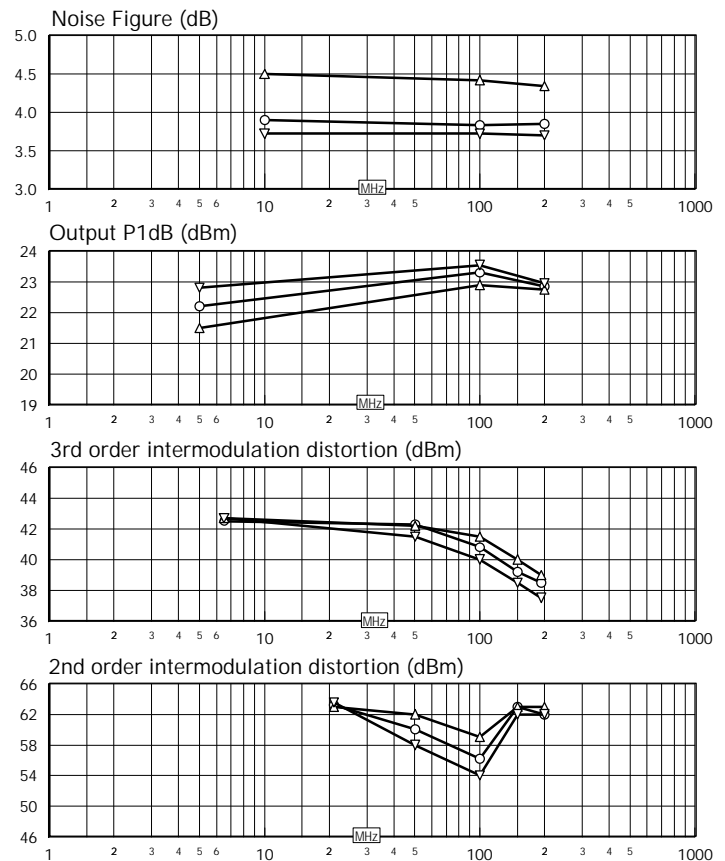 Noise Figure (dB)
5.0
4.5
4.0
3.5
3.0
MHz
1 2 3 4 5 6 10 2 3 4 5 100 2 3 4 5 1000
Output P1dB (dBm)
24
23
22
21
20
19
MHz
1 2 3 4 5 6 10 2 3 4 5 100 2 3 4 5 1000
3rd order intermodulation distortion (dBm)
46
44
42
40
38
36
MHz
1 2 3 4 5 6 10 2 3 4 5 100 2 3 4 5 1000
2nd order intermodulation distortion (dBm)
66
62
58
54
50
46
MHz
1 2 3 4 5 6 10 2 3 4 5 100 2 3 4 5 1000